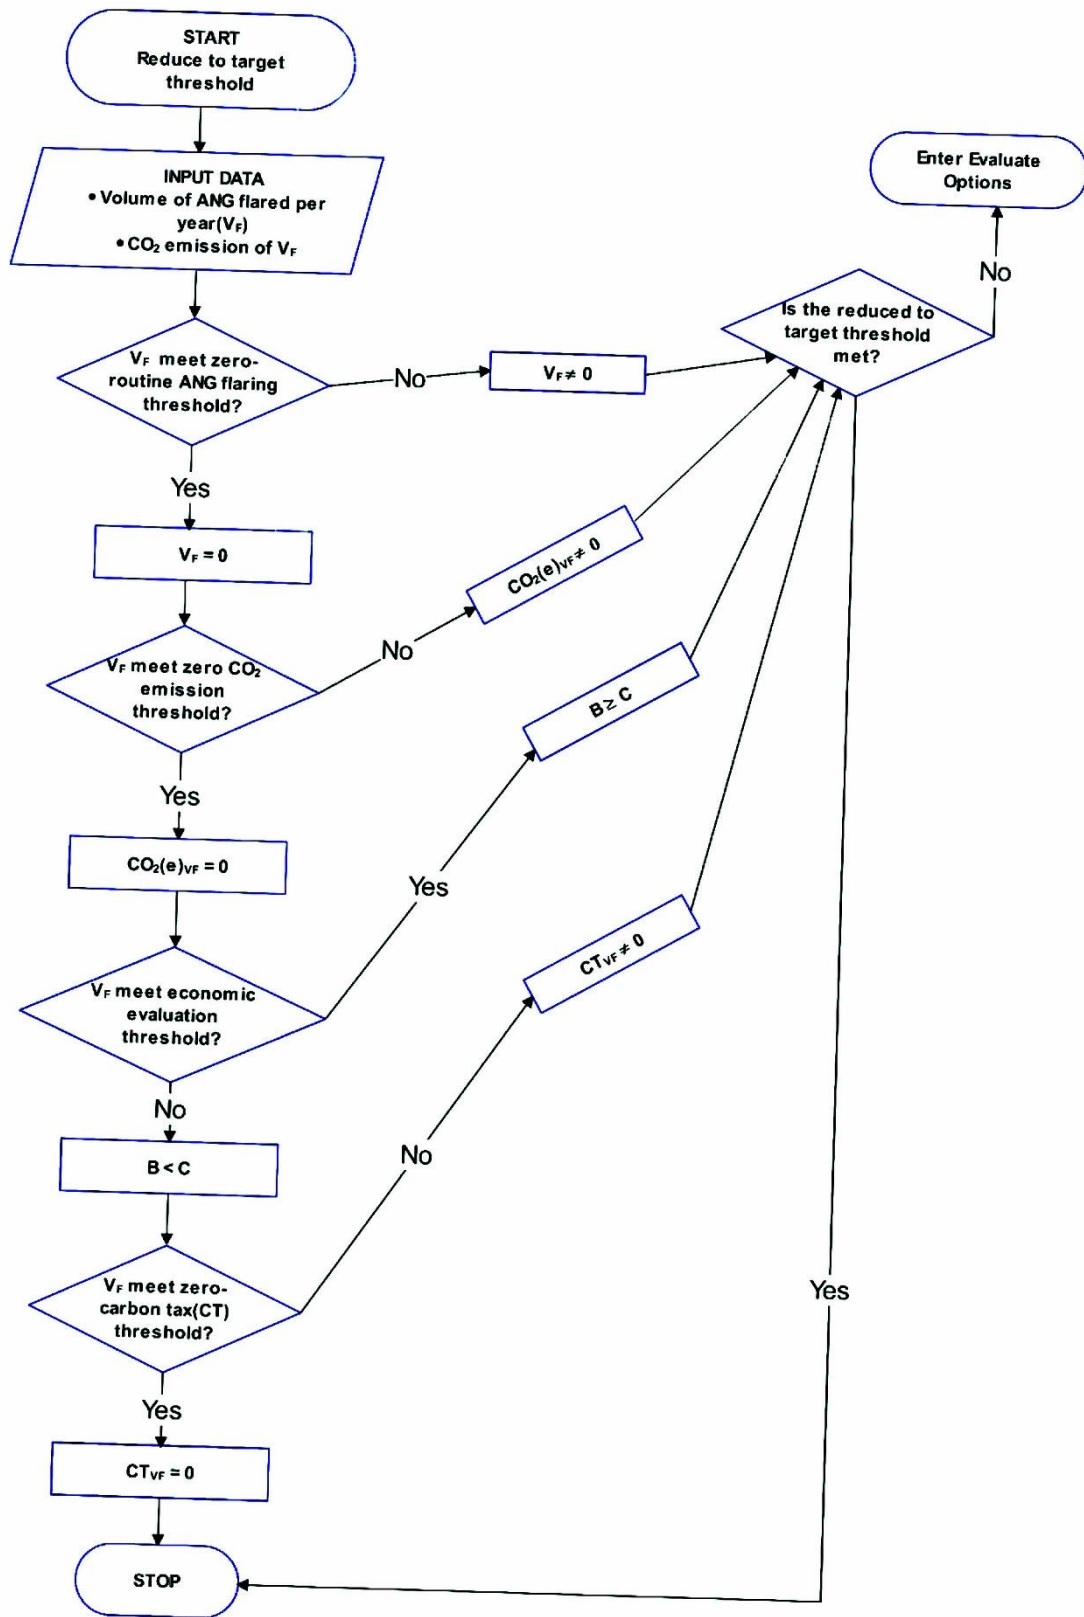 START
Reduce to target
threshold
INPUT DATA
• Volume of ANG flared per
year(V_F)
• CO₂ emission of V_F
V_F meet zero-
routine ANG flaring
threshold?
No
V_F ≠ 0
Is the reduced to
target threshold
met?
No
Enter Evaluate
Options
Yes
V_F = 0
V_F meet zero CO₂
emission
threshold?
No
CO₂(e)_VF ≠ 0
Yes
CO₂(e)_VF = 0
V_F meet economic
evaluation
threshold?
Yes
B ≥ C
No
B < C
V_F meet zero-
carbon tax(CT)
threshold?
No
CT_VF ≠ 0
Yes
CT_VF = 0
Yes
STOP